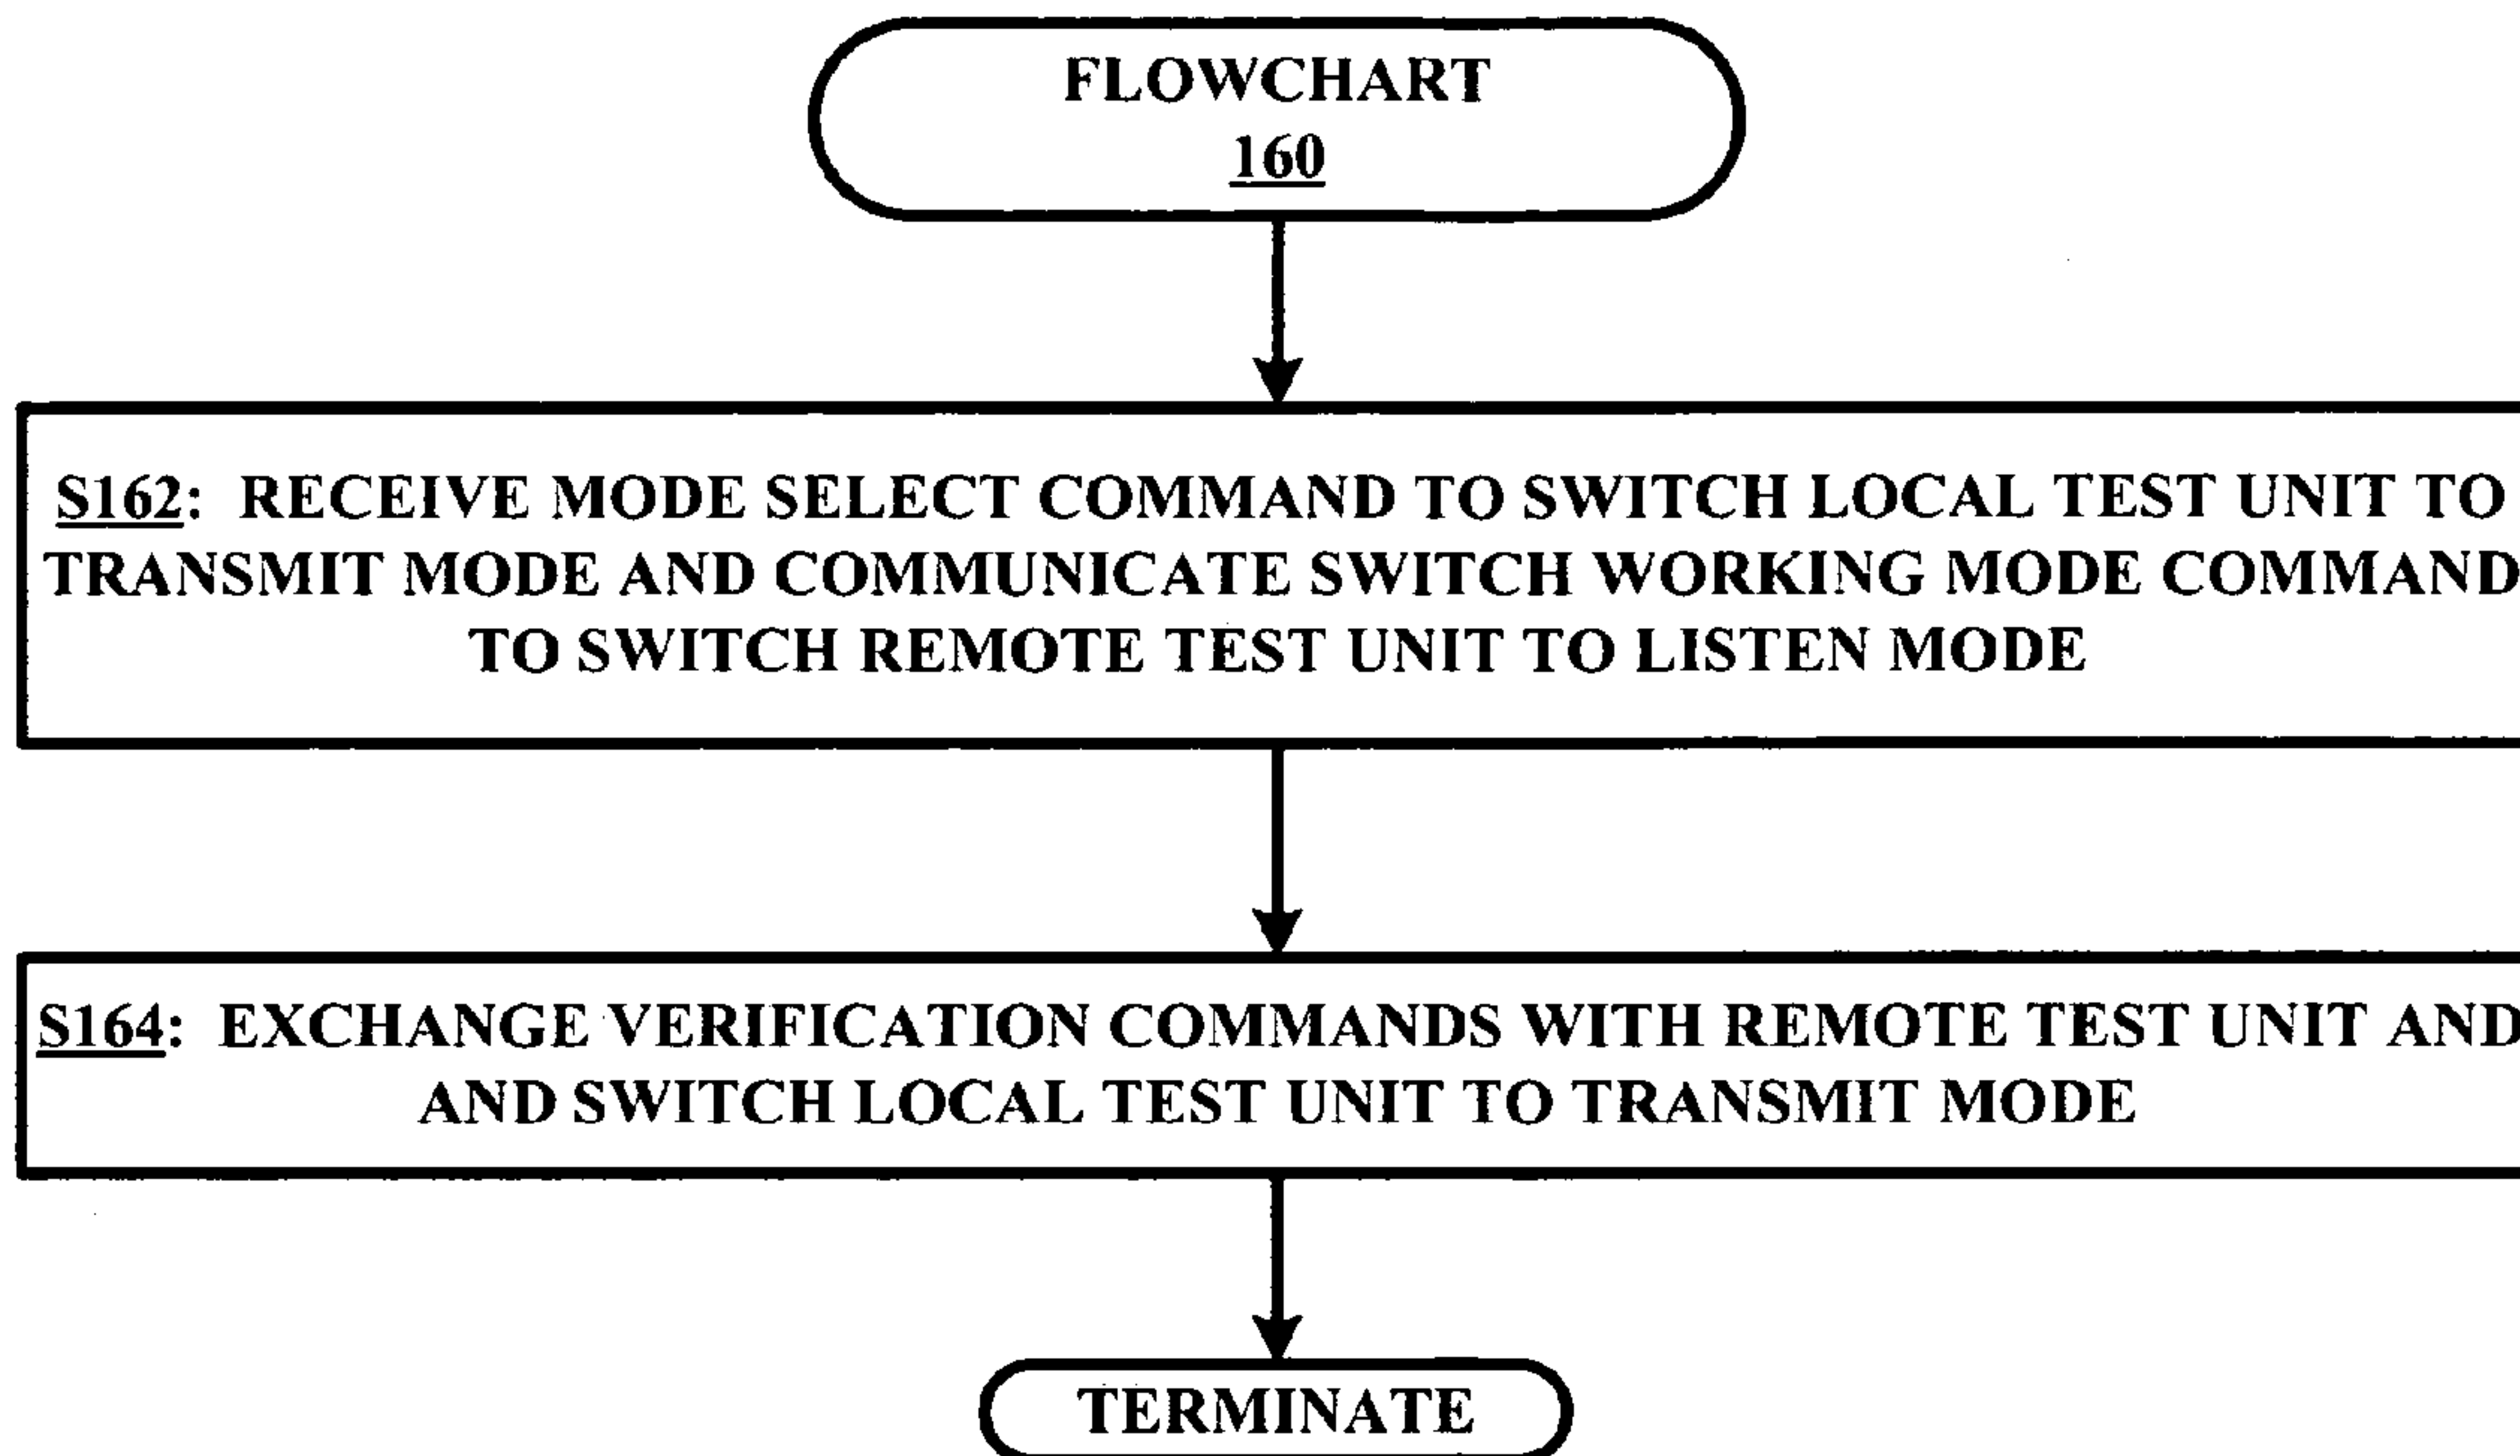 FLOWCHART
160
S162: RECEIVE MODE SELECT COMMAND TO SWITCH LOCAL TEST UNIT TO
TRANSMIT MODE AND COMMUNICATE SWITCH WORKING MODE COMMAND
TO SWITCH REMOTE TEST UNIT TO LISTEN MODE
S164: EXCHANGE VERIFICATION COMMANDS WITH REMOTE TEST UNIT AND
AND SWITCH LOCAL TEST UNIT TO TRANSMIT MODE
TERMINATE